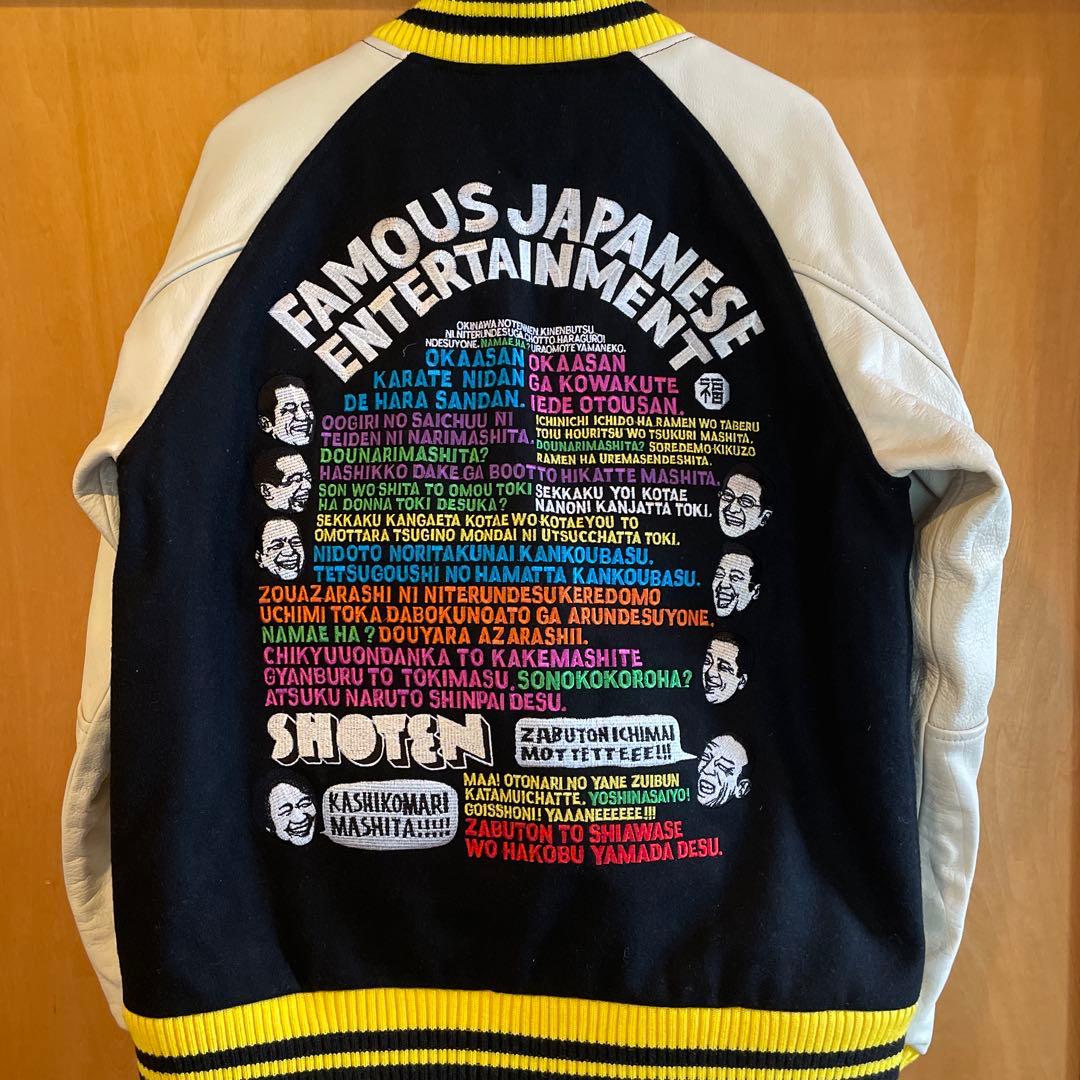 FAMOUS JAPANESE
ENTERTAINMENT
OKINAWA NO TENNEN KINENBUTSU
NI NITERUNDESUGA CHOTTO HARAGUROI
NDESUYONE. NAMAE HA? URAOMOTE YAMANEKO.
OKAASAN OKAASAN
KARATE NIDAN GA KOWAKUTE
DE HARA SANDAN. IEDE OTOUSAN.
福
OOGIRI NO SAICHUU NI
TEIDEN NI NARIMASHITA.
DOUNARIMASHITA?
ICHINICHI ICHIDO HA RAMEN WO TABERU
TOIU HOURITSU WO TSUKURI MASHITA.
DOUNARIMASHITA? SOREDEMO KIKUZO
RAMEN HA UREMASENDESHITA.
HASHIKKO DAKE GA BOOTTO HIKATTE MASHITA.
SON WO SHITA TO OMOU TOKI
HA DONNA TOKI DESUKA?
SEKKAKU YOI KOTAE
NANONI KANJATTA TOKI.
SEKKAKU KANGAETA KOTAE WO KOTAEYOU TO
OMOTTARA TSUGINO MONDAI NI UTSUCCHATTA TOKI.
NIDOTO NORITAKUNAI KANKOUBASU.
TETSUGOUSHI NO HAMATTA KANKOUBASU.
ZOUAZARASHI NI NITERUNDESUKEREDOMO
UCHIMI TOKA DABOKUNOATO GA ARUNDESUYONE.
NAMAE HA? DOUYARA AZARASHII.
CHIKYUUONDANKA TO KAKEMASHITE
GYANBURU TO TOKIMASU. SONOKOKOROHA?
ATSUKU NARUTO SHINPAI DESU.
SHOTEN
ZABUTON ICHIMAI
MOTTETTEEE!!!
KASHIKOMARI
MASHITA!!!!!
MAA! OTONARI NO YANE ZUIBUN
KATAMUICHATTE. YOSHINASAIYO!
GOISSHONI! YAAANEEEEEE!!!
ZABUTON TO SHIAWASE
WO HAKOBU YAMADA DESU.